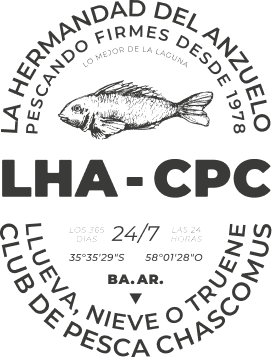 LA HERMANDAD DEL ANZUELO
PESCANDO FIRMES DESDE 1978
LO MEJOR DE LA LAGUNA
LHA - CPC
LOS 365 DIAS
24/7
LAS 24 HORAS
35°35'29"S 58°01'28"O
BA.AR.
LLUEVA, NIEVE O TRUENE
CLUB DE PESCA CHASCOMUS